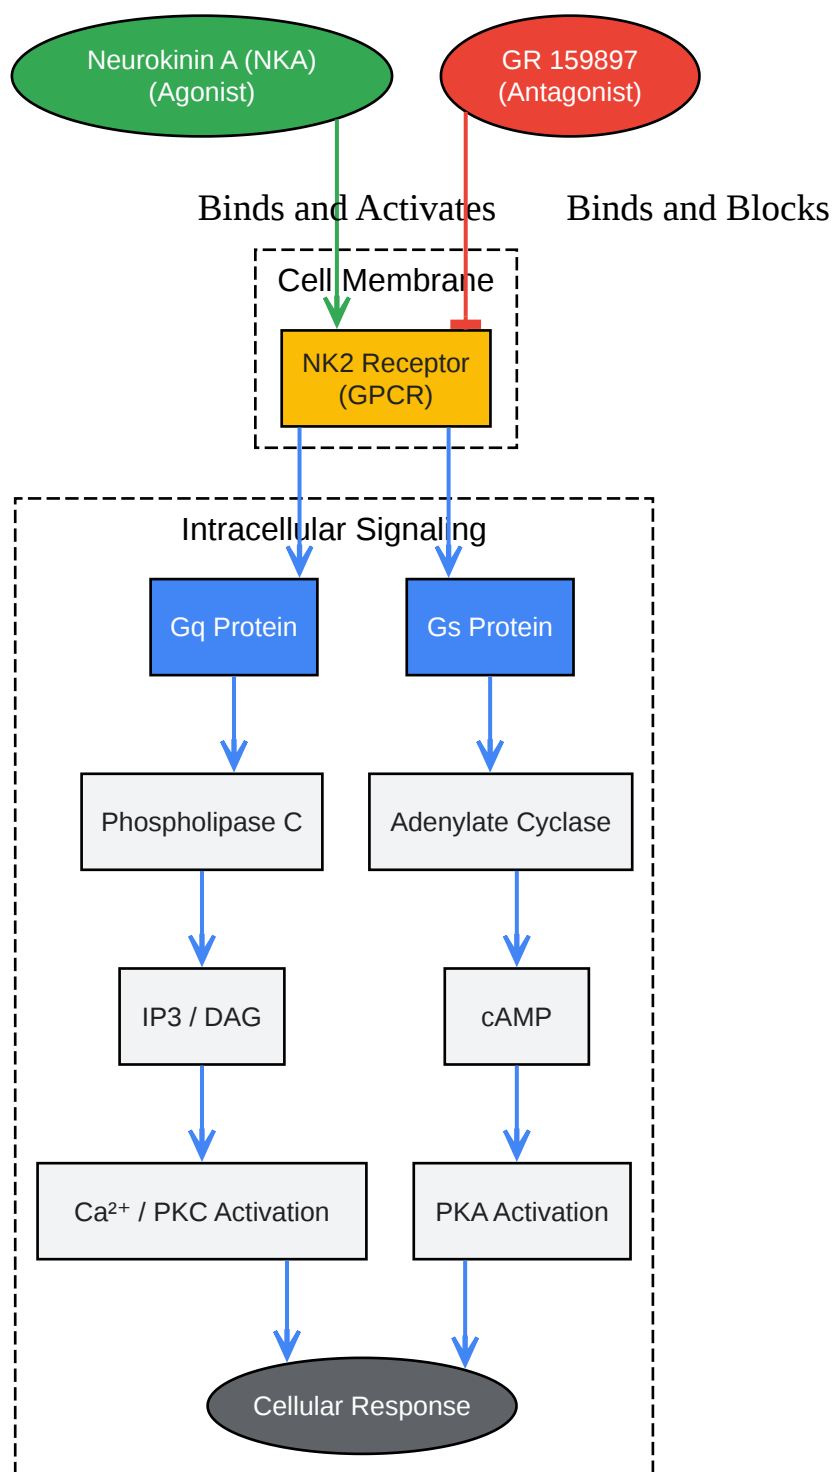 Neurokinin A (NKA)
(Agonist)
GR 159897
(Antagonist)
Binds and Activates
Binds and Blocks
Cell Membrane
NK2 Receptor
(GPCR)
Intracellular Signaling
Gq Protein
Gs Protein
Phospholipase C
Adenylate Cyclase
IP3 / DAG
cAMP
Ca²⁺ / PKC Activation
PKA Activation
Cellular Response